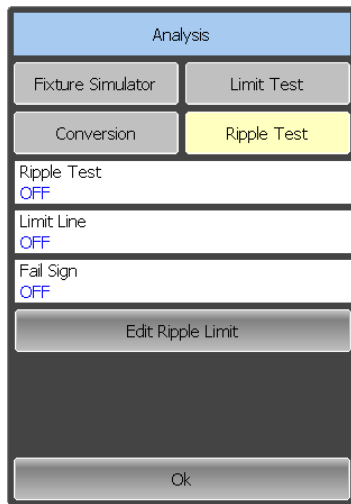 Analysis
Fixture Simulator
Limit Test
Conversion
Ripple Test
Ripple Test
OFF
Limit Line
OFF
Fail Sign
OFF
Edit Ripple Limit
Ok